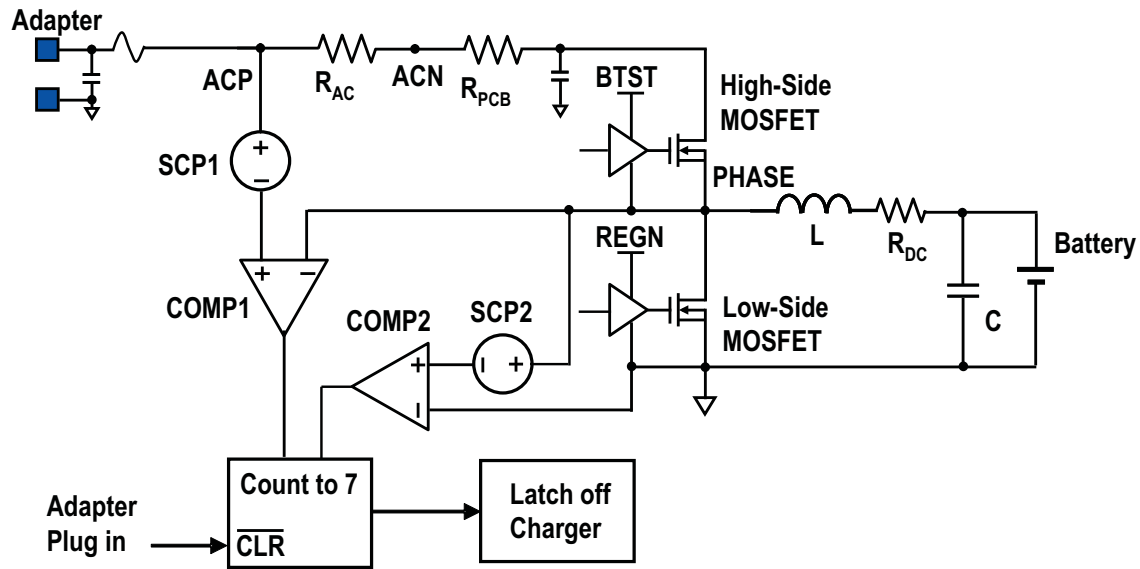 Adapter
ACP
R_AC
ACN
R_PCB
BTST
High-Side
MOSFET
SCP1
+
–
PHASE
REGN
L
R_DC
Battery
+
–
COMP1
COMP2
SCP2
Low-Side
MOSFET
C
+
–
–
+
Count to 7
CLR
Latch off
Charger
Adapter
Plug in